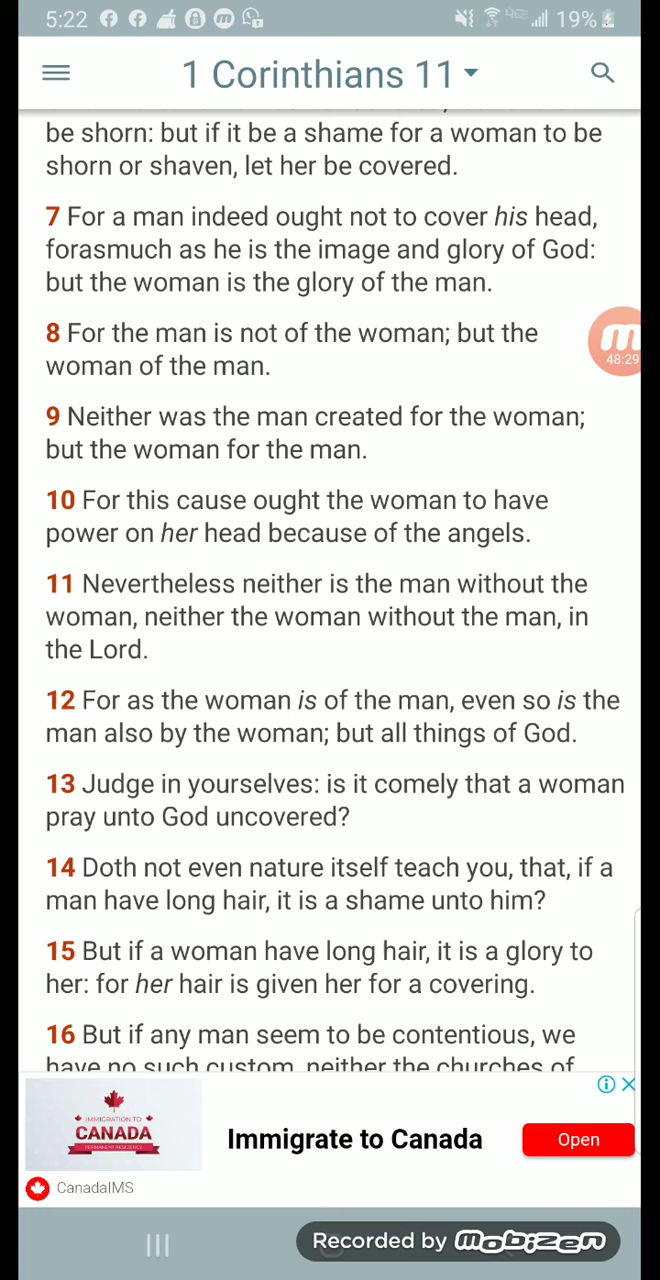 5:22
19%
1 Corinthians 11
be shorn: but if it be a shame for a woman to be
shorn or shaven, let her be covered.
7 For a man indeed ought not to cover his head,
forasmuch as he is the image and glory of God:
but the woman is the glory of the man.
8 For the man is not of the woman; but the
woman of the man.
48:29
9 Neither was the man created for the woman;
but the woman for the man.
10 For this cause ought the woman to have
power on her head because of the angels.
11 Nevertheless neither is the man without the
woman, neither the woman without the man, in
the Lord.
12 For as the woman is of the man, even so is the
man also by the woman; but all things of God.
13 Judge in yourselves: is it comely that a woman
pray unto God uncovered?
14 Doth not even nature itself teach you, that, if a
man have long hair, it is a shame unto him?
15 But if a woman have long hair, it is a glory to
her: for her hair is given her for a covering.
16 But if any man seem to be contentious, we
have no such custom, neither the churches of
IMMIGRATION TO
CANADA
PERMANENT RESIDENCY
Immigrate to Canada
Open
CanadaIMS
Recorded by mobizen